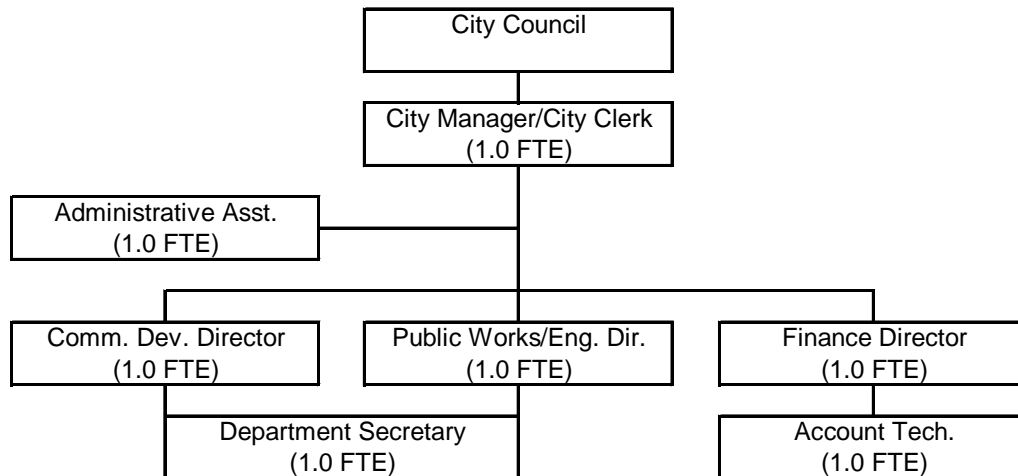 City Council
City Manager/City Clerk
(1.0 FTE)
Administrative Asst.
(1.0 FTE)
Comm. Dev. Director
(1.0 FTE)
Public Works/Eng. Dir.
(1.0 FTE)
Finance Director
(1.0 FTE)
Department Secretary
(1.0 FTE)
Account Tech.
(1.0 FTE)